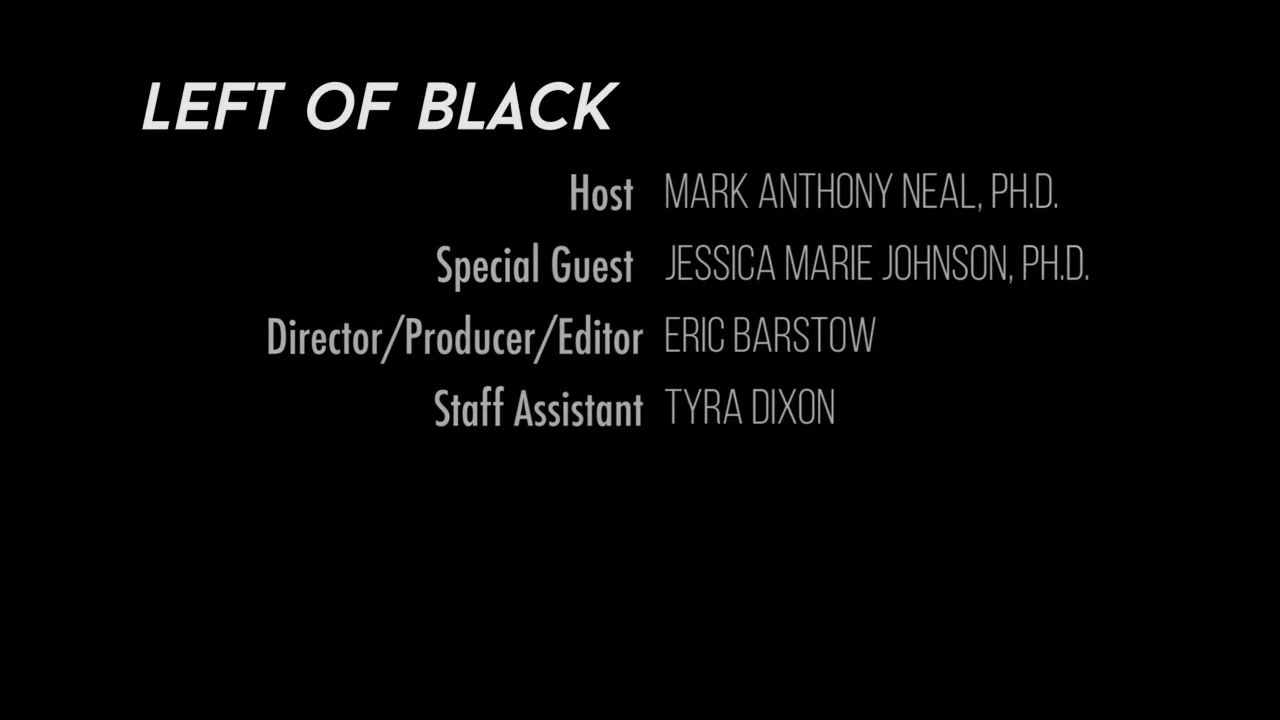 LEFT OF BLACK
Host MARK ANTHONY NEAL, PH.D.
Special Guest JESSICA MARIE JOHNSON, PH.D.
Director/Producer/Editor ERIC BARSTOW
Staff Assistant TYRA DIXON